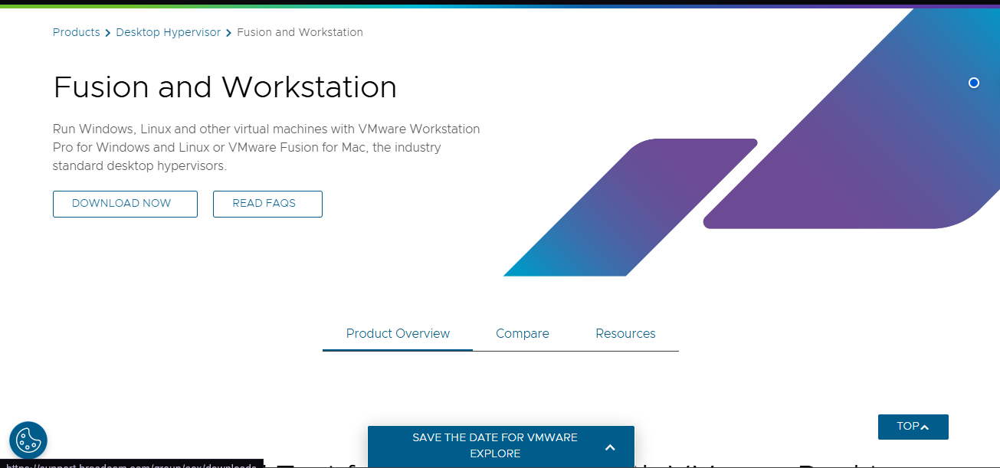 Products > Desktop Hypervisor > Fusion and Workstation
Fusion and Workstation
Run Windows, Linux and other virtual machines with VMware Workstation
Pro for Windows and Linux or VMware Fusion for Mac, the industry
standard desktop hypervisors.
DOWNLOAD NOW
READ FAQS
Product Overview
Compare
Resources
TOP
SAVE THE DATE FOR VMWARE
EXPLORE